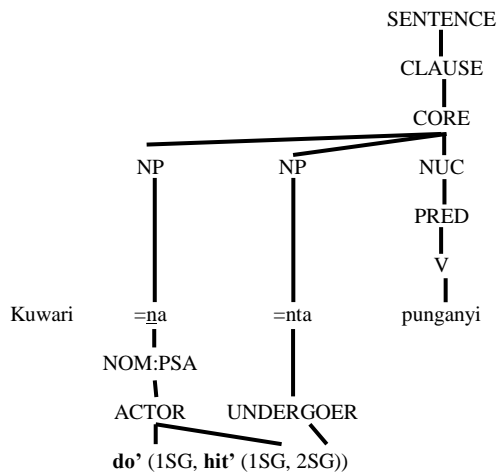 SENTENCE
CLAUSE
CORE
NP NP NUC
PRED
V
Kuwari =n̲a =nta punganyi
NOM:PSA
ACTOR UNDERGOER
do’ (1SG, hit’ (1SG, 2SG))